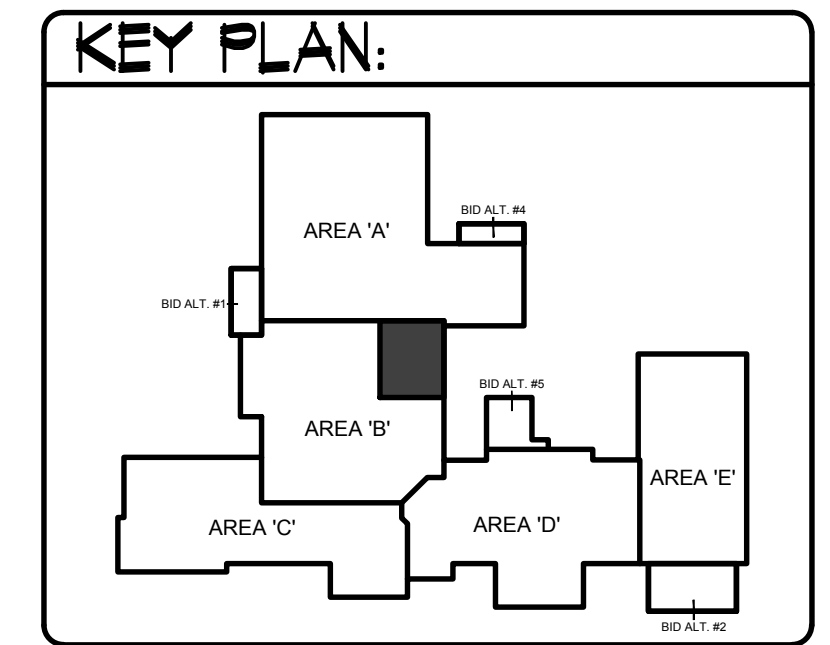 KEY PLAN:
BID ALT. #4
AREA 'A'
BID ALT. #1
BID ALT. #5
AREA 'B'
AREA 'E'
AREA 'C'
AREA 'D'
BID ALT. #2